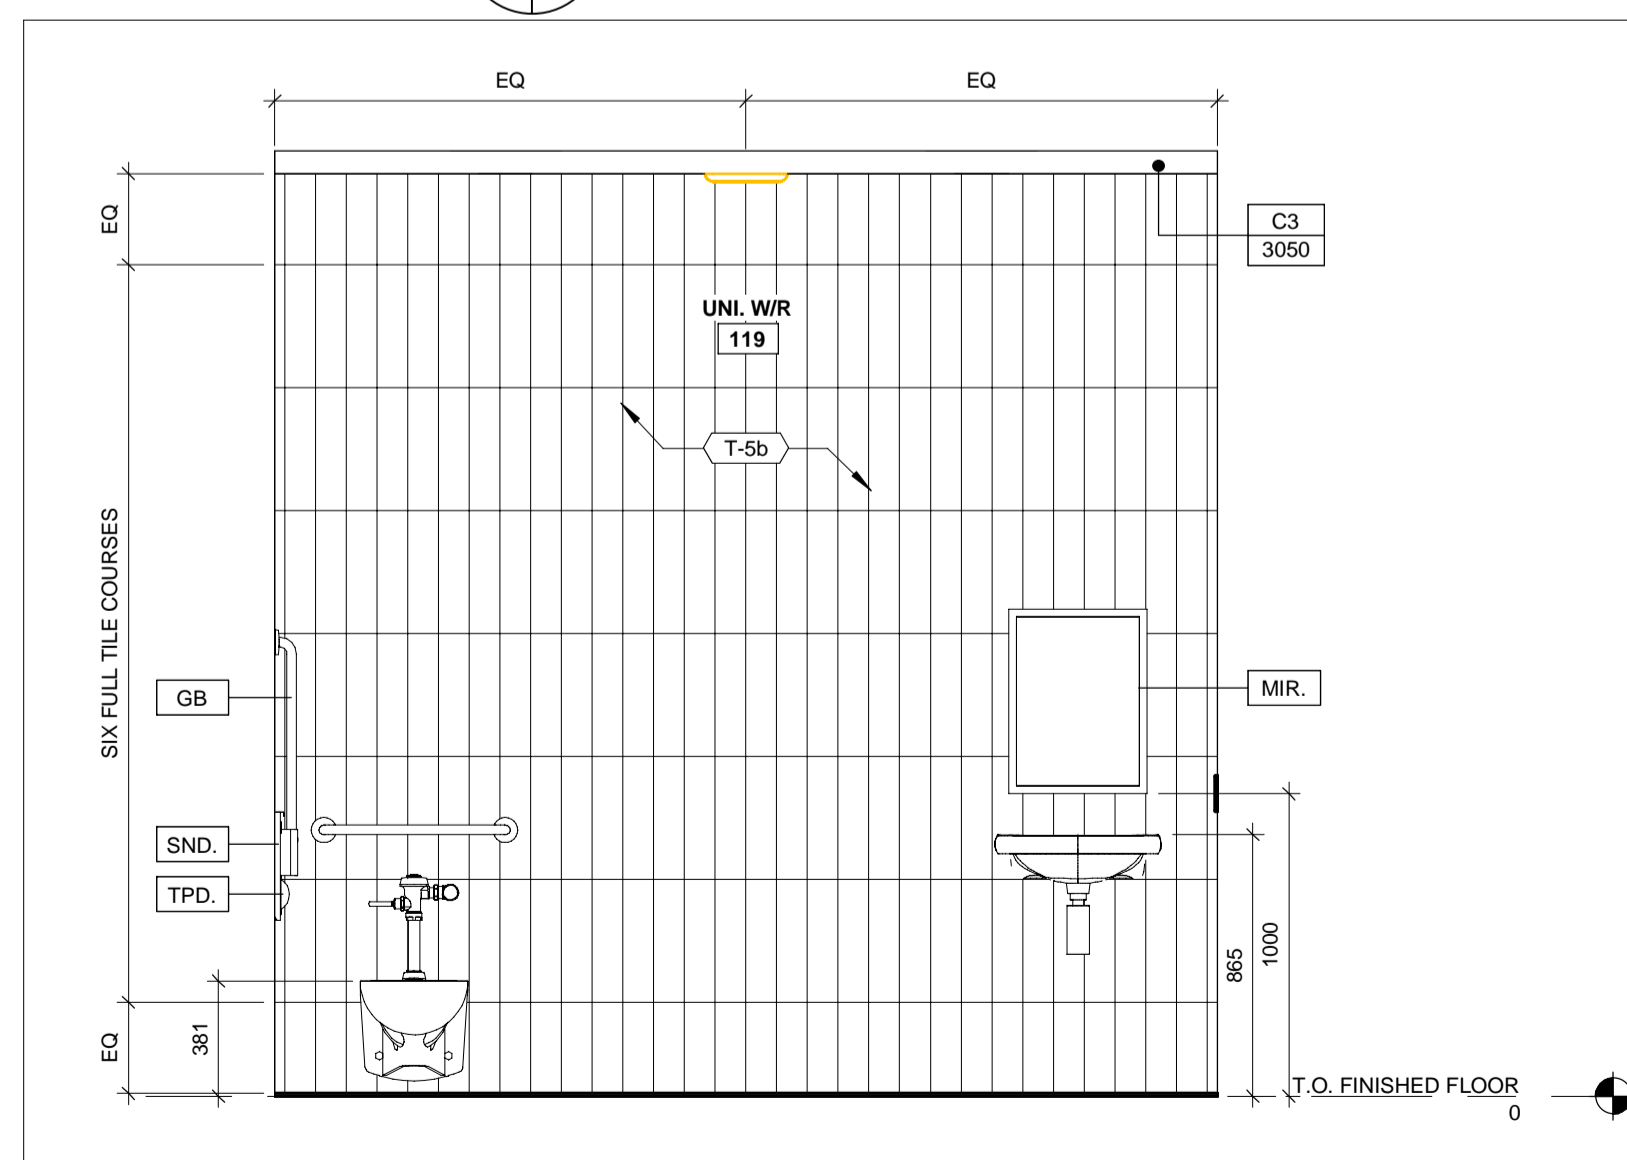 EQ
EQ
EQ
C3
3050
UNI. W/R
119
T-5b
SIX FULL TILE COURSES
GB
MIR.
SND.
TPD.
865
1000
381
EQ
T.O. FINISHED FLOOR
0